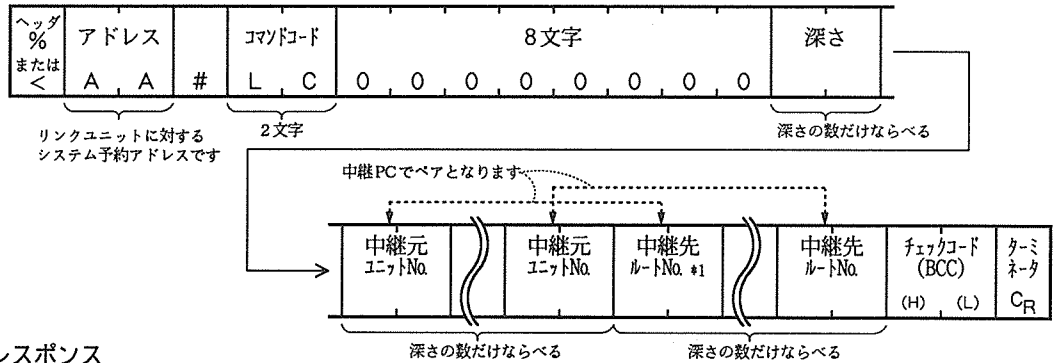 ヘッダ
%
または
<
アドレス
A A
#
コマンドコード
L C
8文字
0 0 0 0 0 0 0 0
深さ
リンクユニットに対する
システム予約アドレスです
2文字
深さの数だけならべる
中継PCでペアとなります
中継元
ユニットNo.
中継元
ユニットNo.
中継先
ルートNo. *1
中継先
ルートNo.
チェックコード
(BCC)
(H) (L)
ターミ
ネータ
CR
深さの数だけならべる
深さの数だけならべる
レスポンス